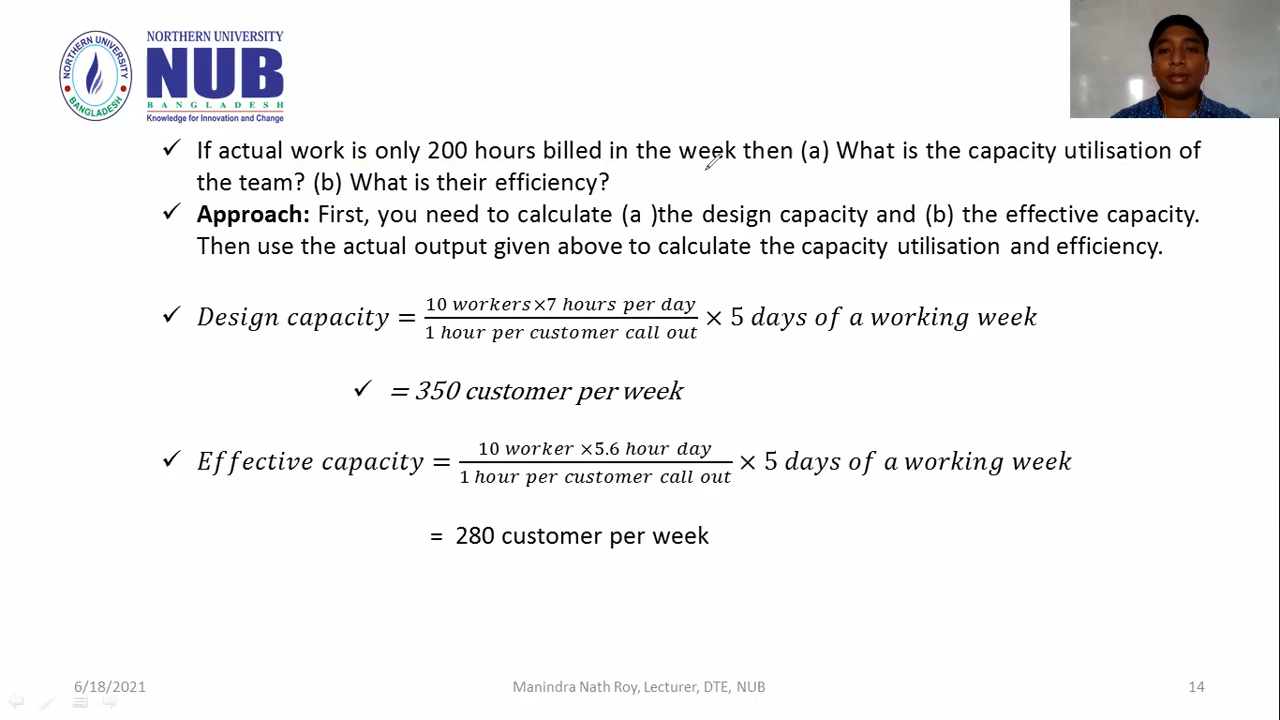 NORTHERN UNIVERSITY
NUB
BANGLADESH
Knowledge for Innovation and Change
NORTHERN UNIVERSITY
BANGLADESH
✓ If actual work is only 200 hours billed in the week then (a) What is the capacity utilisation of
the team? (b) What is their efficiency?
✓ Approach: First, you need to calculate (a )the design capacity and (b) the effective capacity.
Then use the actual output given above to calculate the capacity utilisation and efficiency.
✓ Design capacity = 10 workers×7 hours per day / 1 hour per customer call out × 5 days of a working week
✓ = 350 customer per week
✓ Effective capacity = 10 worker ×5.6 hour day / 1 hour per customer call out × 5 days of a working week
= 280 customer per week
6/18/2021
Manindra Nath Roy, Lecturer, DTE, NUB
14